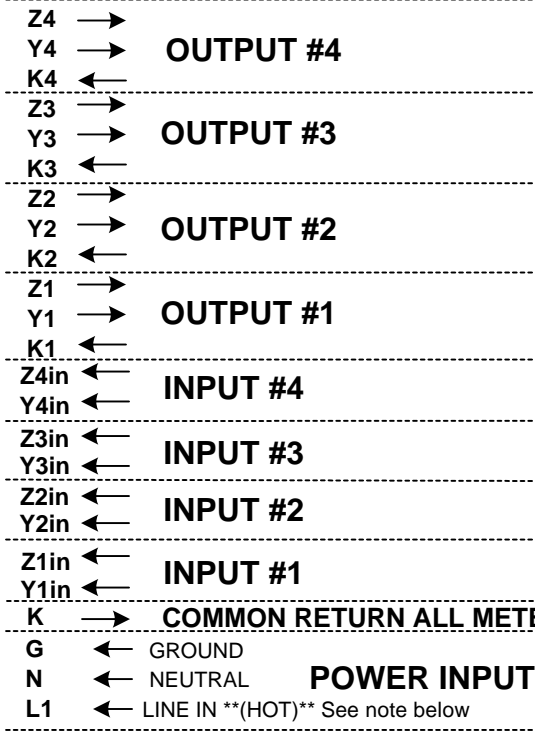 Z4
Y4 OUTPUT #4
K4
Z3
Y3 OUTPUT #3
K3
Z2
Y2 OUTPUT #2
K2
Z1
Y1 OUTPUT #1
K1
Z4in
Y4in INPUT #4
Z3in
Y3in INPUT #3
Z2in
Y2in INPUT #2
Z1in
Y1in INPUT #1
K COMMON RETURN ALL METE
G GROUND
N NEUTRAL POWER INPUT
L1 LINE IN **(HOT)** See note below